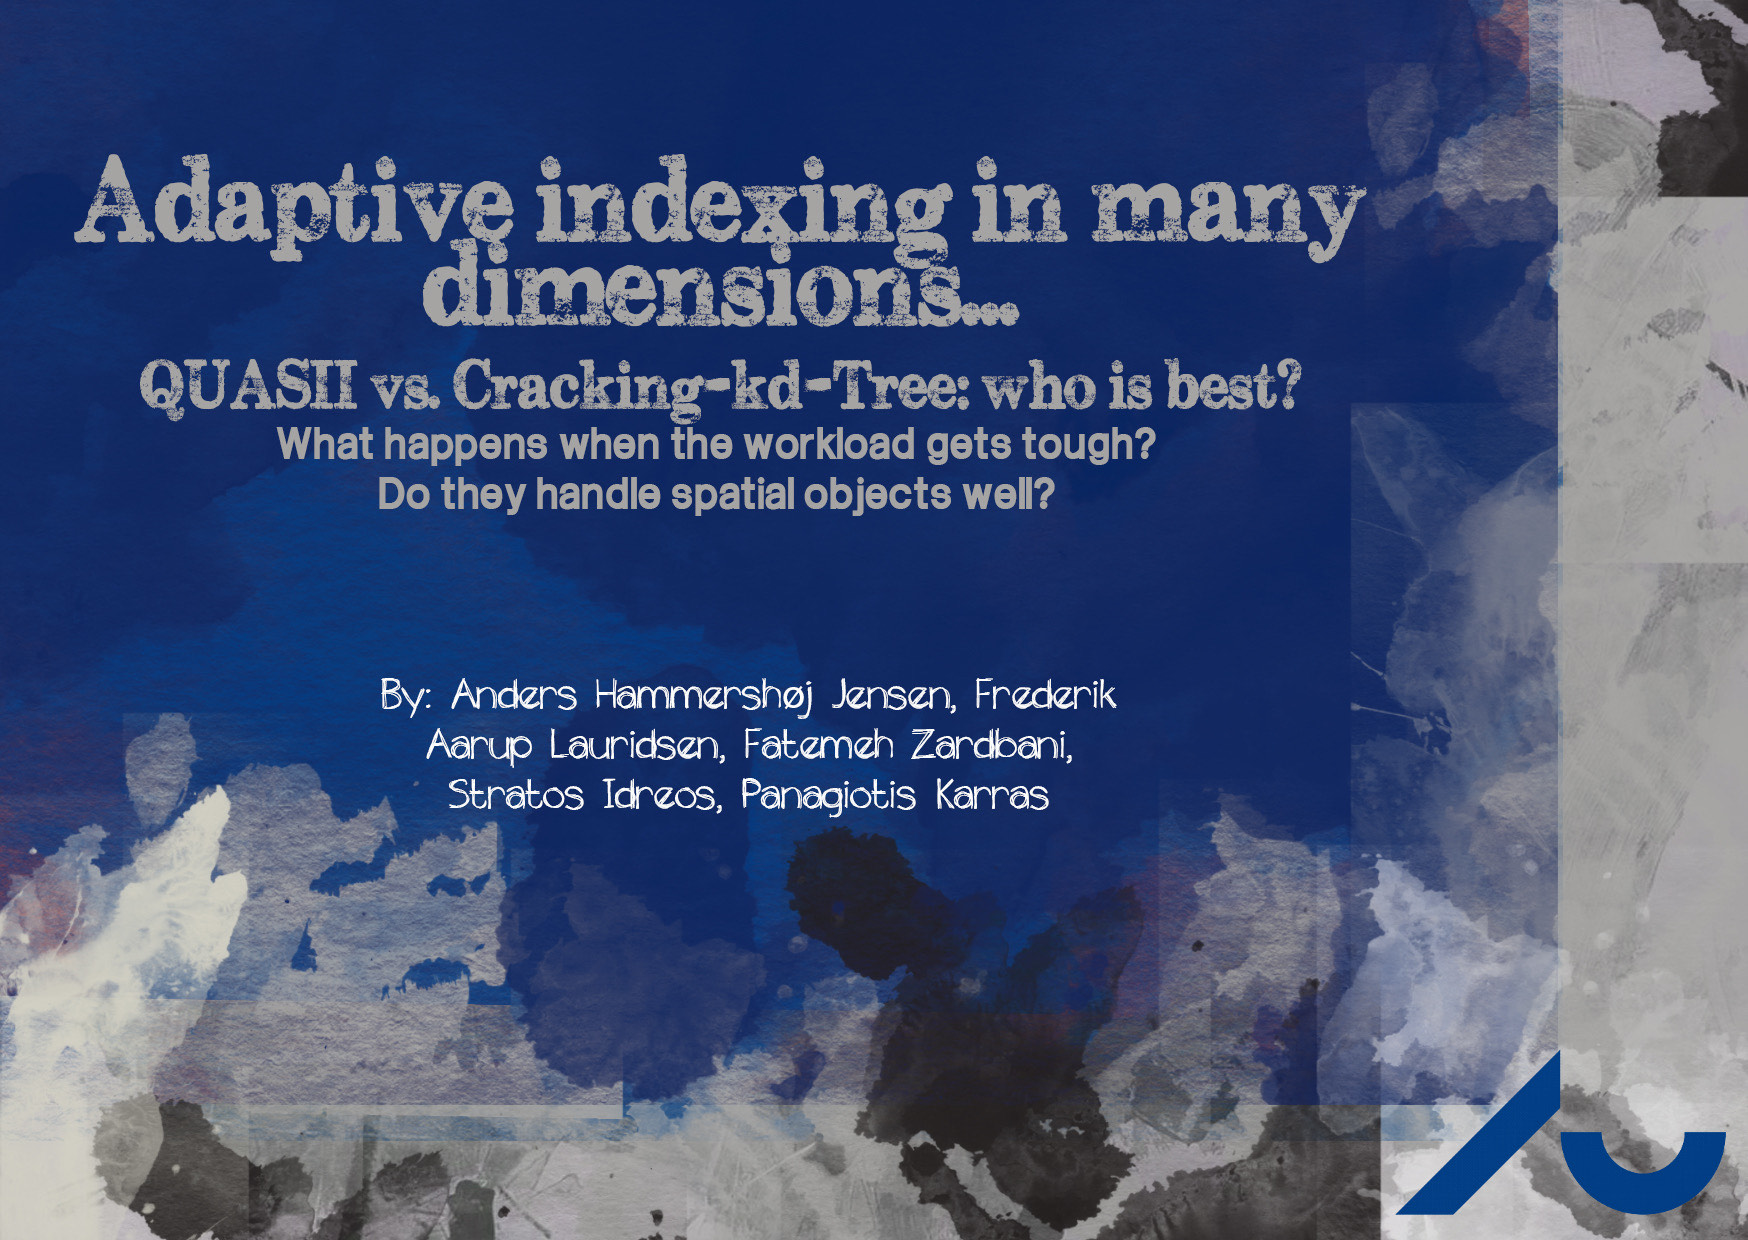 Adaptive indexing in many
dimensions...
QUASII vs. Cracking-kd-Tree: who is best?
What happens when the workload gets tough?
Do they handle spatial objects well?
By: Anders Hammershøj Jensen, Frederik
Aarup Lauridsen, Fatemeh Zardbani,
Stratos Idreos, Panagiotis Karras